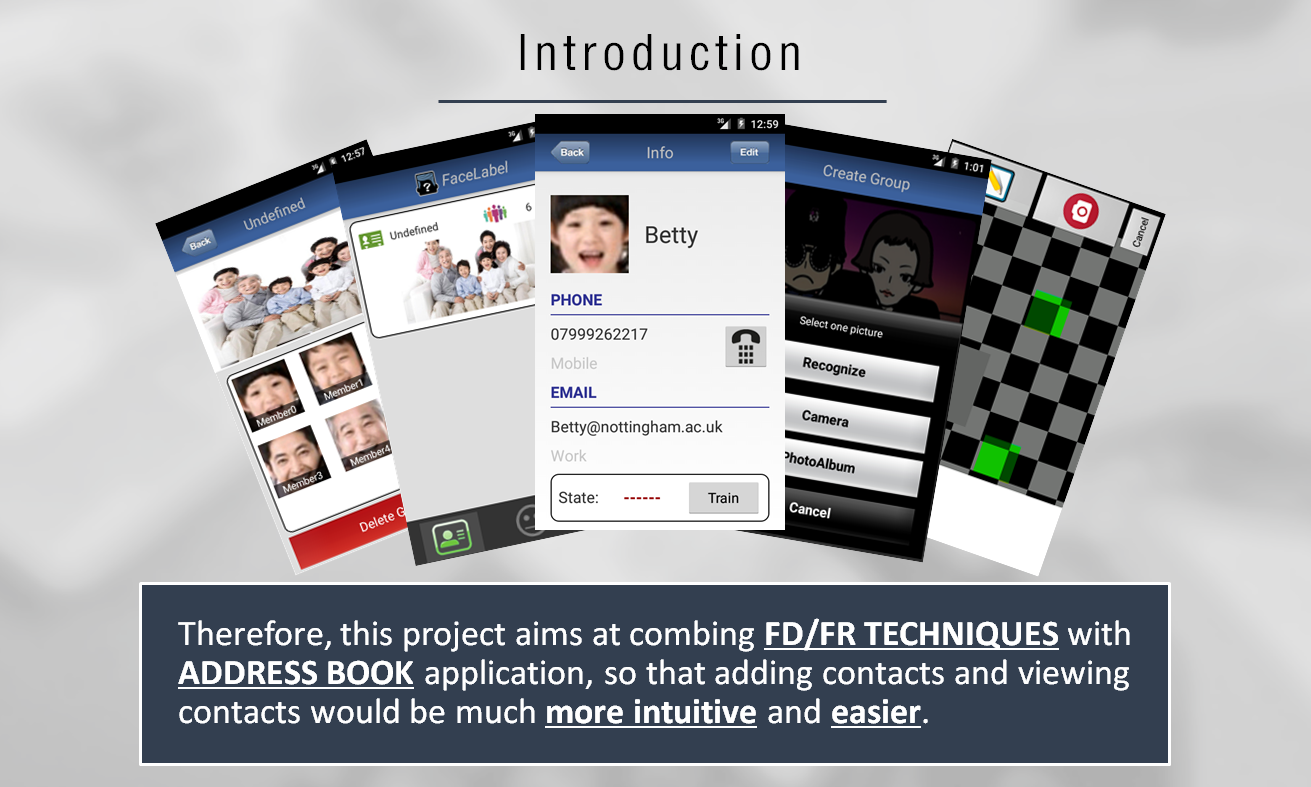 Introduction
12:57
Back
Undefined
Member0
Member1
Member3
Member4
Delete G
3G
FaceLabel
Undefined
6
3G 12:59
Back Info Edit
Betty
PHONE
07999262217
Mobile
EMAIL
Betty@nottingham.ac.uk
Work
State: ------ Train
3G 1:01
Create Group
Select one picture
Recognize
Camera
PhotoAlbum
Cancel
Cancel
Therefore, this project aims at combing FD/FR TECHNIQUES with
ADDRESS BOOK application, so that adding contacts and viewing
contacts would be much more intuitive and easier.